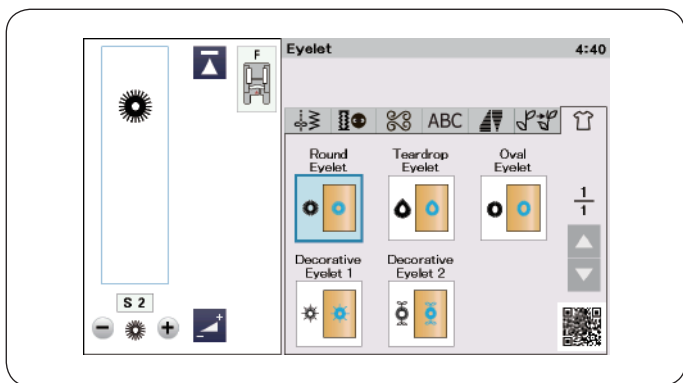 F
Eyelet 4:40
ABC
Round Teardrop Oval
Eyelet Eyelet Eyelet
1
1
Decorative Decorative
Eyelet 1 Eyelet 2
S 2